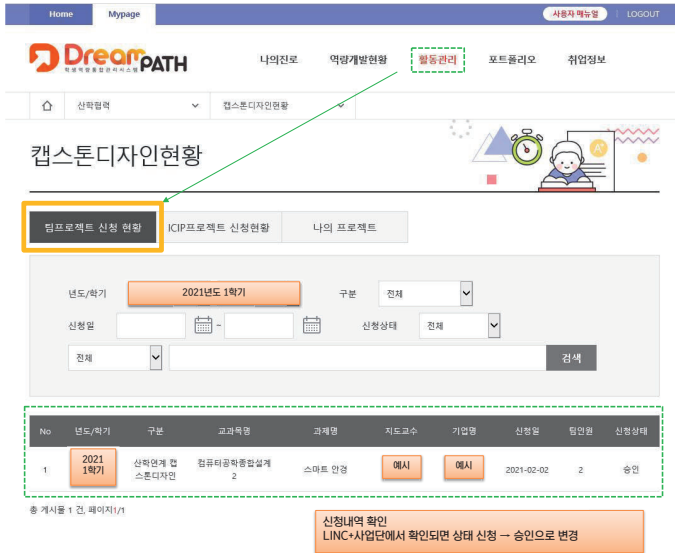 Home Mypage 사용자 매뉴얼 LOGOUT
DreamPATH 나의진로 역량개발현황 활동관리 포트폴리오 취업정보
학생역량통합관리시스템
산학협력 캡스톤디자인현황
캡스톤디자인현황
A+
팀프로젝트 신청 현황 ICIP프로젝트 신청현황 나의 프로젝트
년도/학기 2021년도 1학기 구분 전체
신청일 - 신청상태 전체
전체 검색
No 년도/학기 구분 교과목명 과제명 지도교수 기업명 신청일 팀인원 신청상태
1 2021 1학기 산학연계 캡스톤디자인 컴퓨터공학종합설계 2 스마트 안경 예시 예시 2021-02-02 2 승인
총 게시물 1 건, 페이지1/1
신청내역 확인
LINC+사업단에서 확인되면 상태 신청 → 승인으로 변경